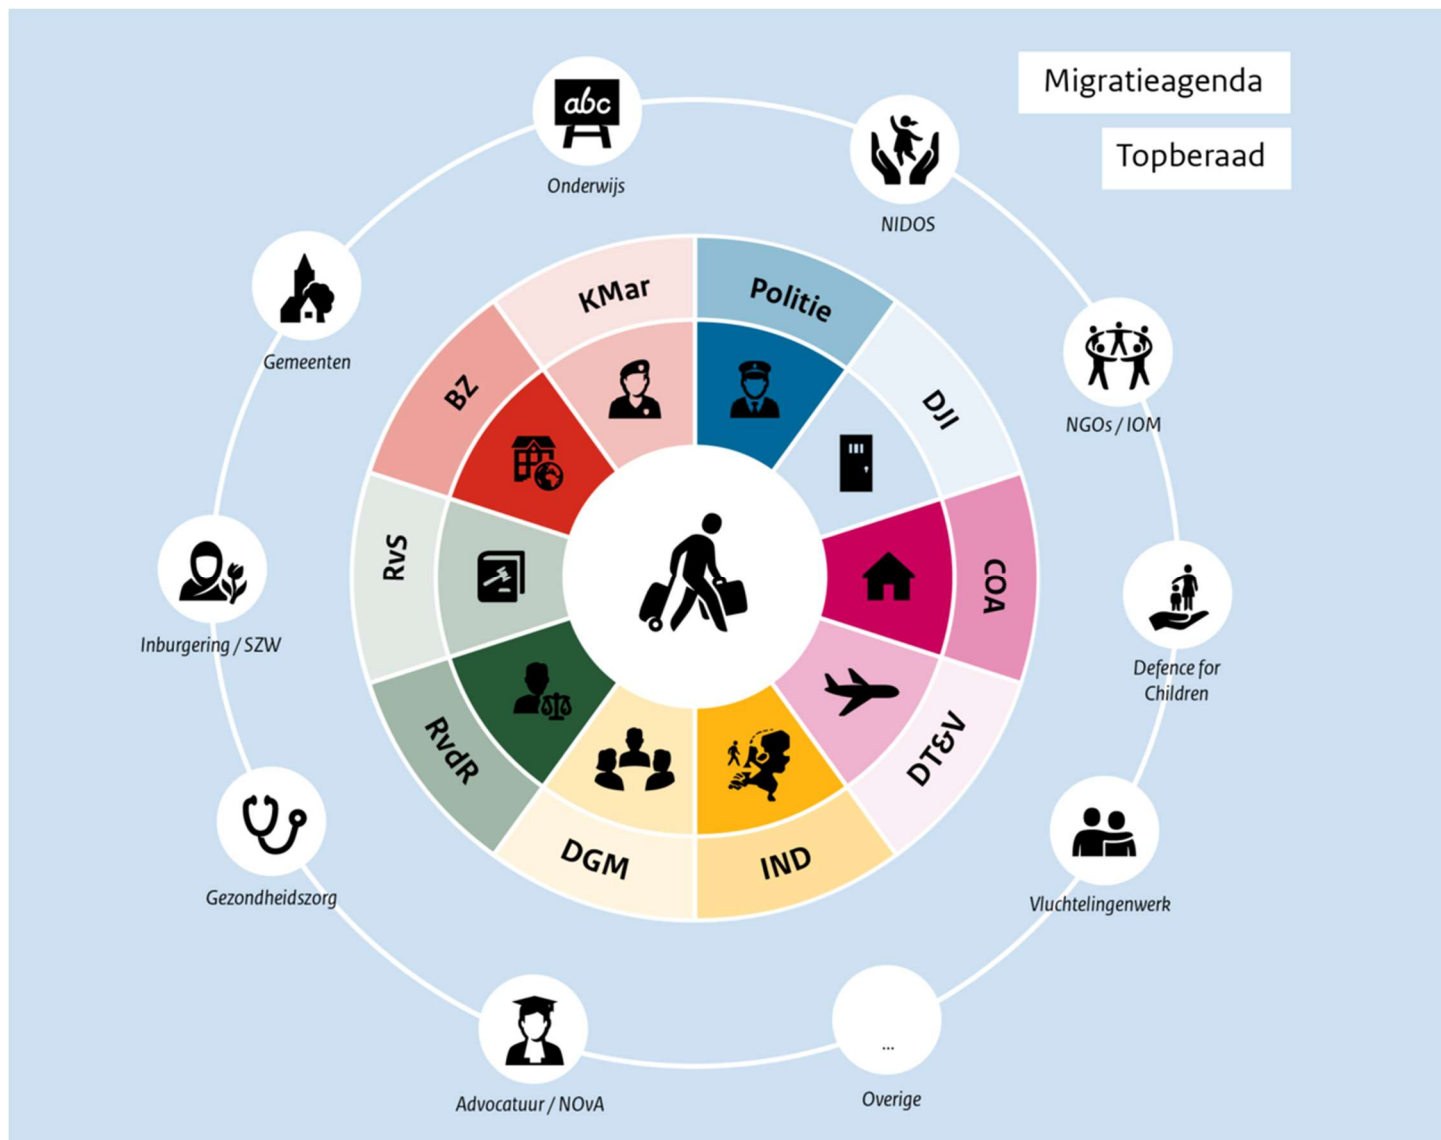 Migratieagenda
Topberaad
abc
Onderwijs
NIDOS
Gemeenten
NGOs / IOM
Inburgering / SZW
Defence for
Children
Gezondheidszorg
Vluchtelingenwerk
Advocatuur / NOvA
...
Overige
KMar
Politie
BZ
DJI
RvS
COA
RvdR
DT&V
DGM
IND